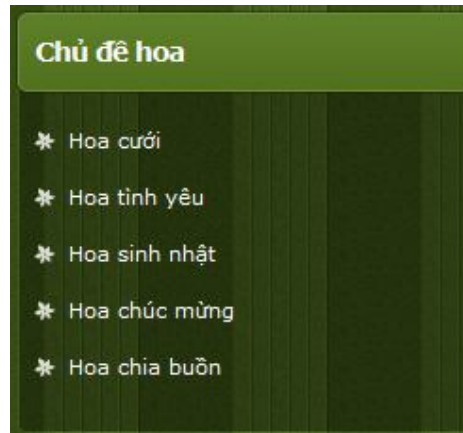 Chủ đề hoa
Hoa cưới
Hoa tình yêu
Hoa sinh nhật
Hoa chúc mừng
Hoa chia buồn